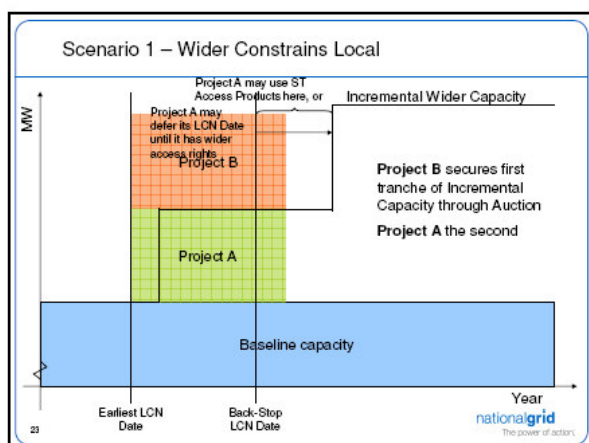 Scenario 1 – Wider Constrains Local
Project A may use ST
Access Products here, or
Incremental Wider Capacity
MW
Project A may
defer its LCN Date
until it has wider
access rights
Project B
Project B secures first
tranche of Incremental
Capacity through Auction
Project A the second
Project A
Baseline capacity
Year
Earliest LCN
Date
Back-Stop
LCN Date
23
nationalgrid
The power of action.